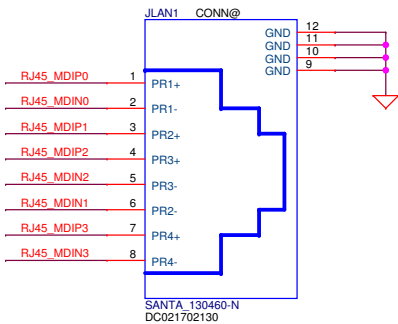 JLAN1 CONN@
GND 12
GND 11
GND 10
GND 9
RJ45_MDIP0 1 PR1+
RJ45_MDIN0 2 PR1-
RJ45_MDIP1 3 PR2+
RJ45_MDIP2 4 PR3+
RJ45_MDIN2 5 PR3-
RJ45_MDIN1 6 PR2-
RJ45_MDIP3 7 PR4+
RJ45_MDIN3 8 PR4-
SANTA_130460-N
DC021702130